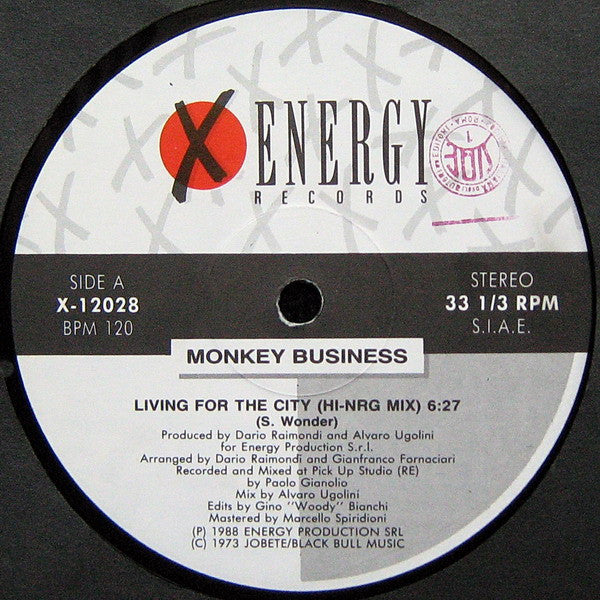 X ENERGY
RECORDS
SIAE
SIDE A
X-12028
BPM 120
STEREO
33 1/3 RPM
S.I.A.E.
MONKEY BUSINESS
LIVING FOR THE CITY (HI-NRG MIX) 6:27
(S. Wonder)
Produced by Dario Raimondi and Alvaro Ugolini
for Energy Production S.r.l.
Arranged by Dario Raimondi and Gianfranco Fornaciari
Recorded and Mixed at Pick Up Studio (RE)
by Paolo Gianolio
Mix by Alvaro Ugolini
Edits by Gino "Woody" Bianchi
Mastered by Marcello Spiridioni
(P) 1988 ENERGY PRODUCTION SRL
(C) 1973 JOBETE/BLACK BULL MUSIC